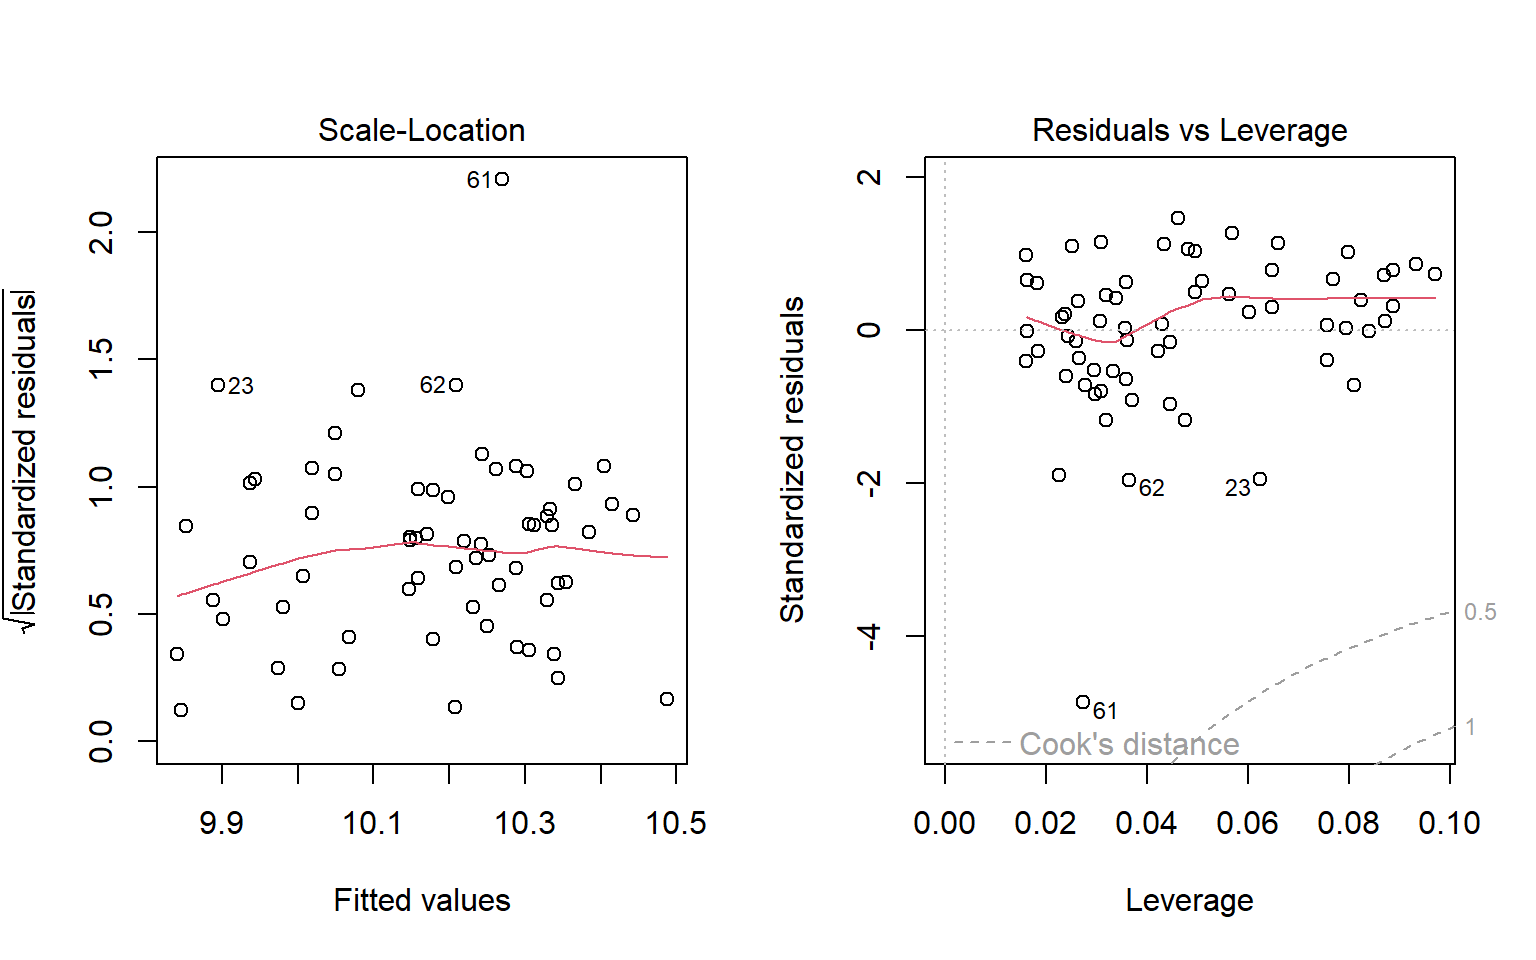 Scale-Location
√|Standardized residuals|
2.0
1.5
1.0
0.5
0.0
61
23
62
9.9 10.1 10.3 10.5
Fitted values
Residuals vs Leverage
Standardized residuals
2
0
-2
-4
62
23
61
0.5
1
Cook's distance
0.00 0.02 0.04 0.06 0.08 0.10
Leverage